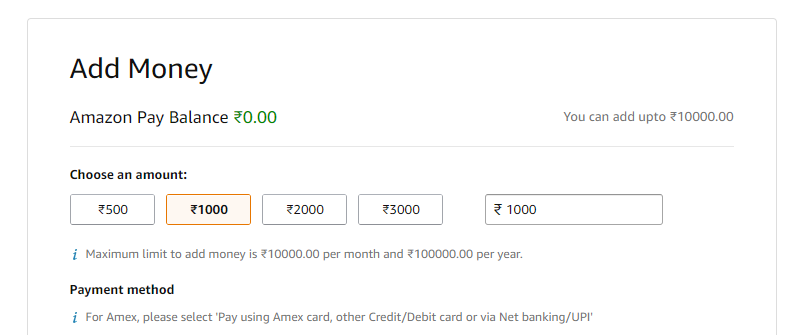 Add Money
Amazon Pay Balance ₹0.00 You can add upto ₹10000.00
Choose an amount:
₹500 ₹1000 ₹2000 ₹3000 ₹ 1000
i Maximum limit to add money is ₹10000.00 per month and ₹100000.00 per year.
Payment method
i For Amex, please select 'Pay using Amex card, other Credit/Debit card or via Net banking/UPI'